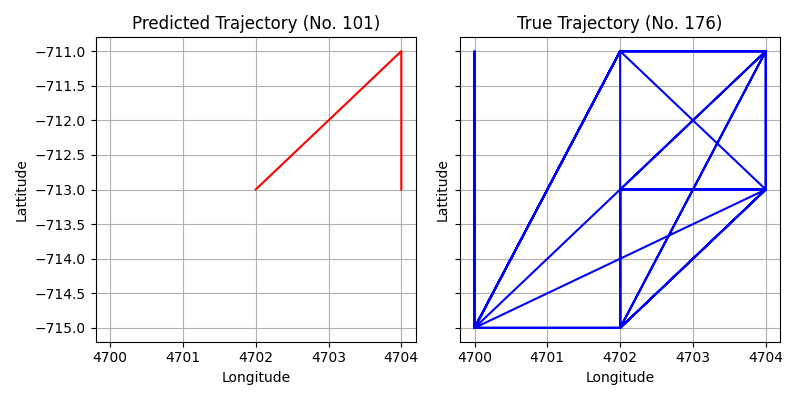 Predicted Trajectory (No. 101)
True Trajectory (No. 176)
−711.0
−711.5
−712.0
−712.5
−713.0
−713.5
−714.0
−714.5
−715.0
Lattitude
Lattitude
4700 4701 4702 4703 4704
4700 4701 4702 4703 4704
Longitude
Longitude